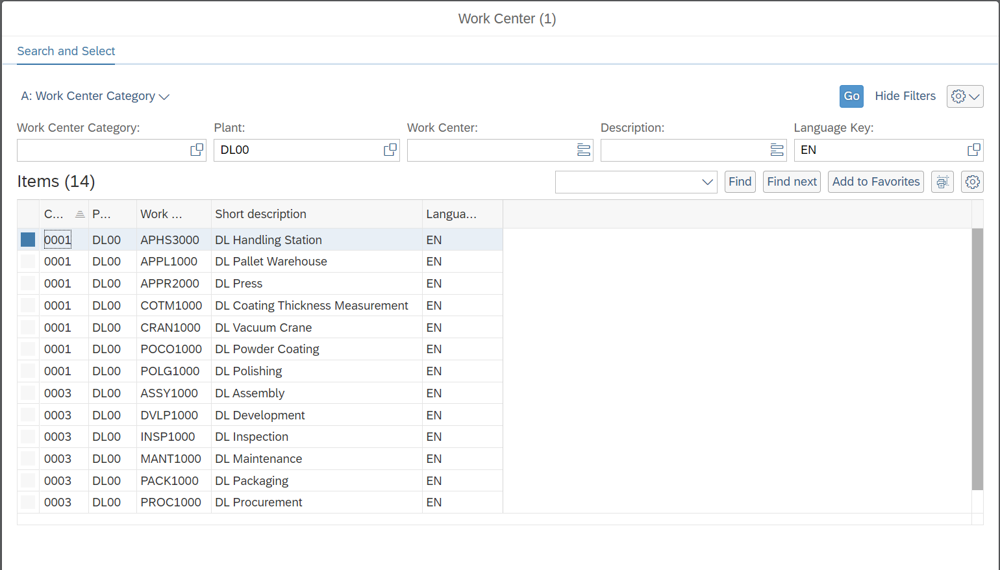 Work Center (1)
Search and Select
A: Work Center Category
Go Hide Filters
Work Center Category: Plant: Work Center: Description: Language Key:
DL00 EN
Items (14)
Find Find next Add to Favorites
C... P... Work ... Short description Langua...
0001 DL00 APHS3000 DL Handling Station EN
0001 DL00 APPL1000 DL Pallet Warehouse EN
0001 DL00 APPR2000 DL Press EN
0001 DL00 COTM1000 DL Coating Thickness Measurement EN
0001 DL00 CRAN1000 DL Vacuum Crane EN
0001 DL00 POCO1000 DL Powder Coating EN
0001 DL00 POLG1000 DL Polishing EN
0003 DL00 ASSY1000 DL Assembly EN
0003 DL00 DVLP1000 DL Development EN
0003 DL00 INSP1000 DL Inspection EN
0003 DL00 MANT1000 DL Maintenance EN
0003 DL00 PACK1000 DL Packaging EN
0003 DL00 PROC1000 DL Procurement EN